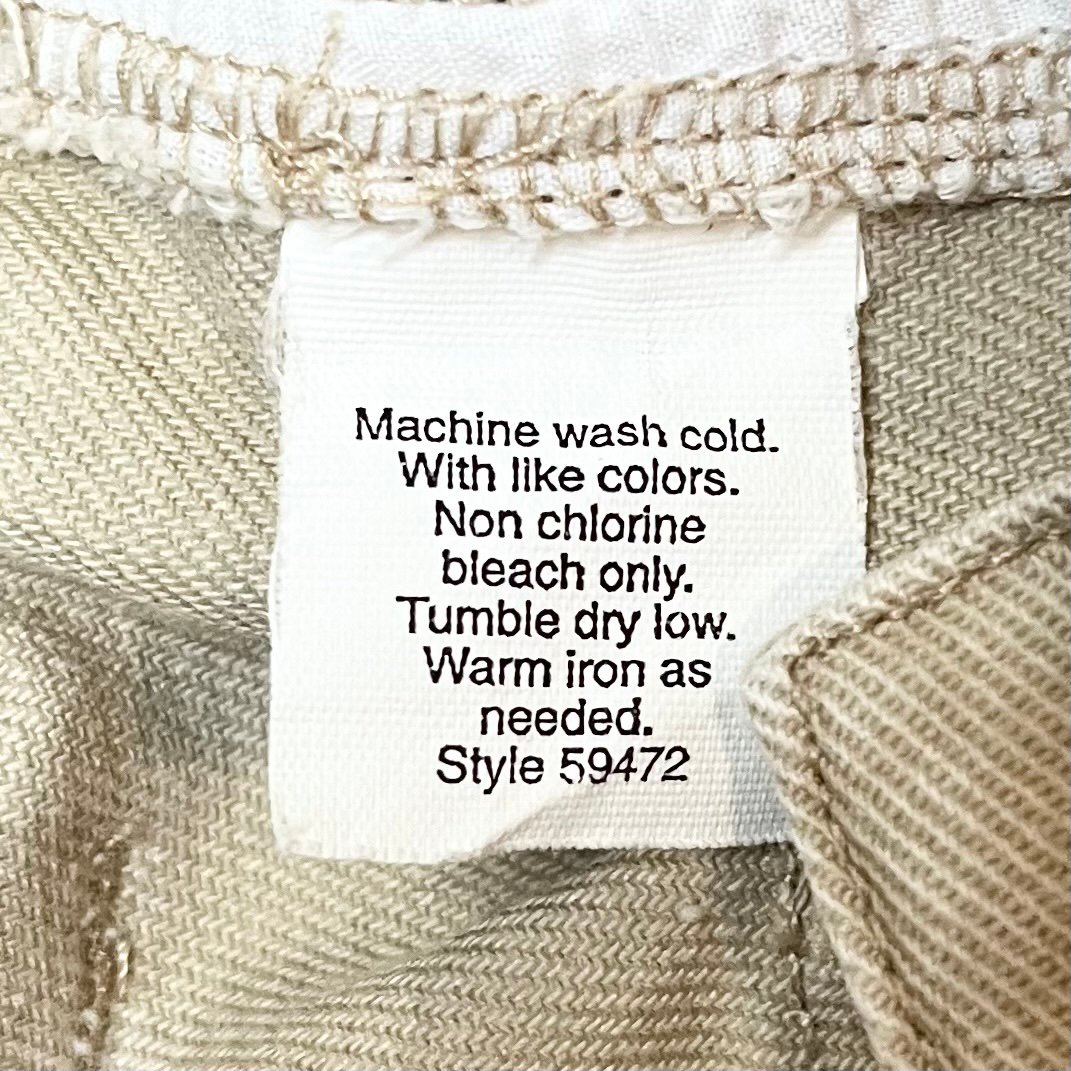 Machine wash cold.
With like colors.
Non chlorine
bleach only.
Tumble dry low.
Warm iron as
needed.
Style 59472